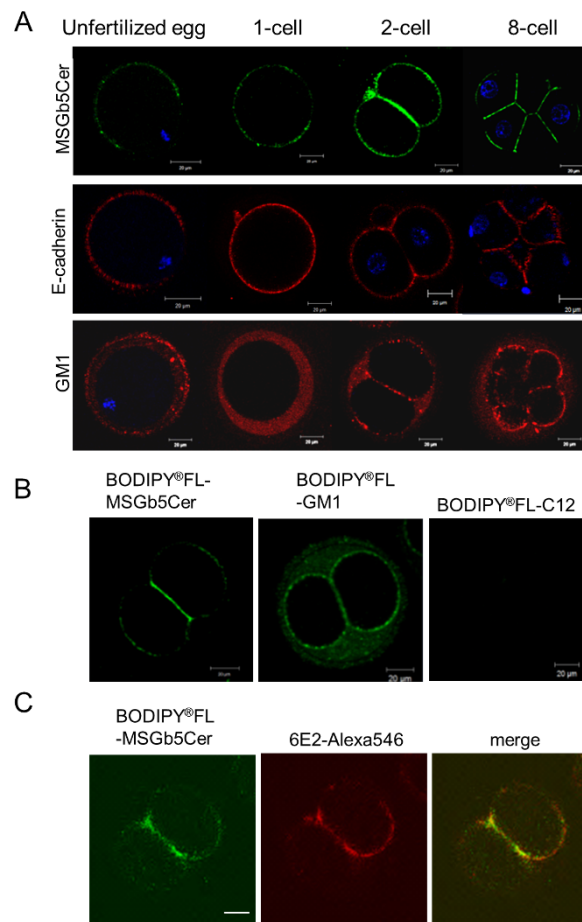 A
Unfertilized egg 1-cell 2-cell 8-cell
MSGb5Cer
20 µm 20 µm 20 µm 20 µm
E-cadherin
20 µm 20 µm 20 µm 20 µm
GM1
20 µm 20 µm 20 µm 20 µm
B
BODIPY®FL-
MSGb5Cer
BODIPY®FL
-GM1
BODIPY®FL-C12
20 µm 20 µm 20 µm
C
BODIPY®FL
-MSGb5Cer
6E2-Alexa546
merge